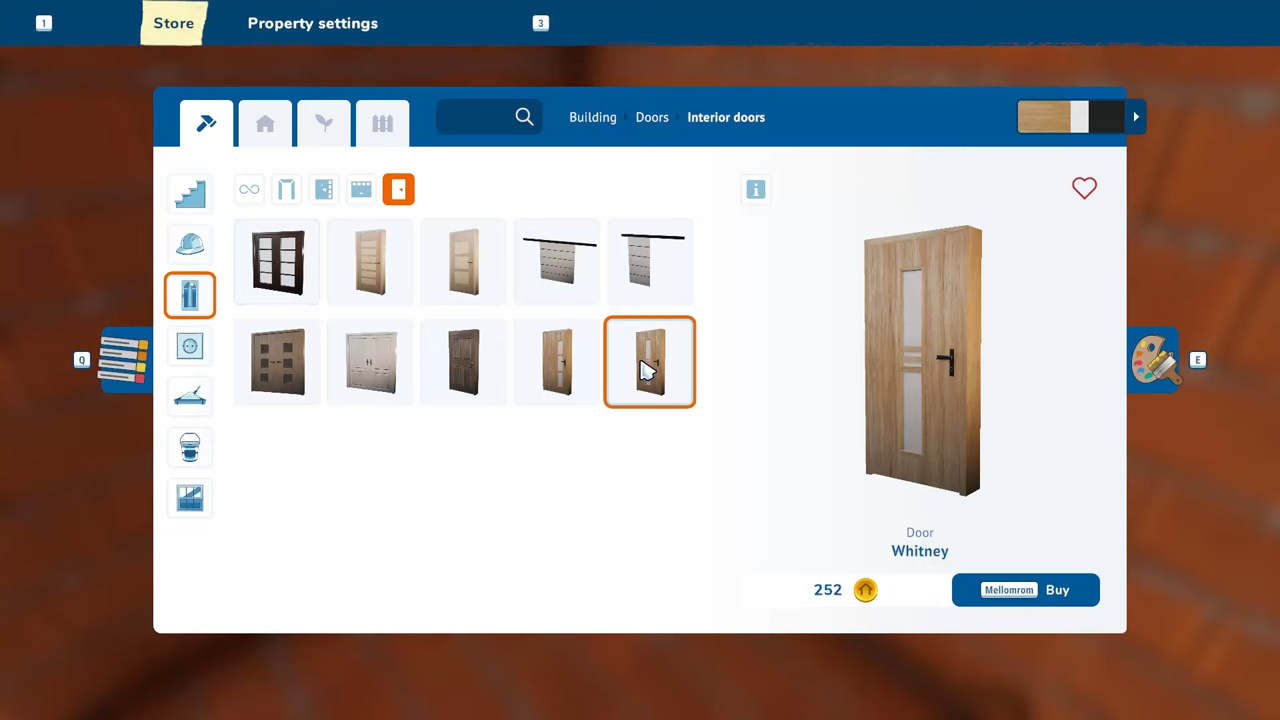 1
Store
Property settings
3
Building
Doors
Interior doors
Q
E
Door
Whitney
252
Mellomrom
Buy